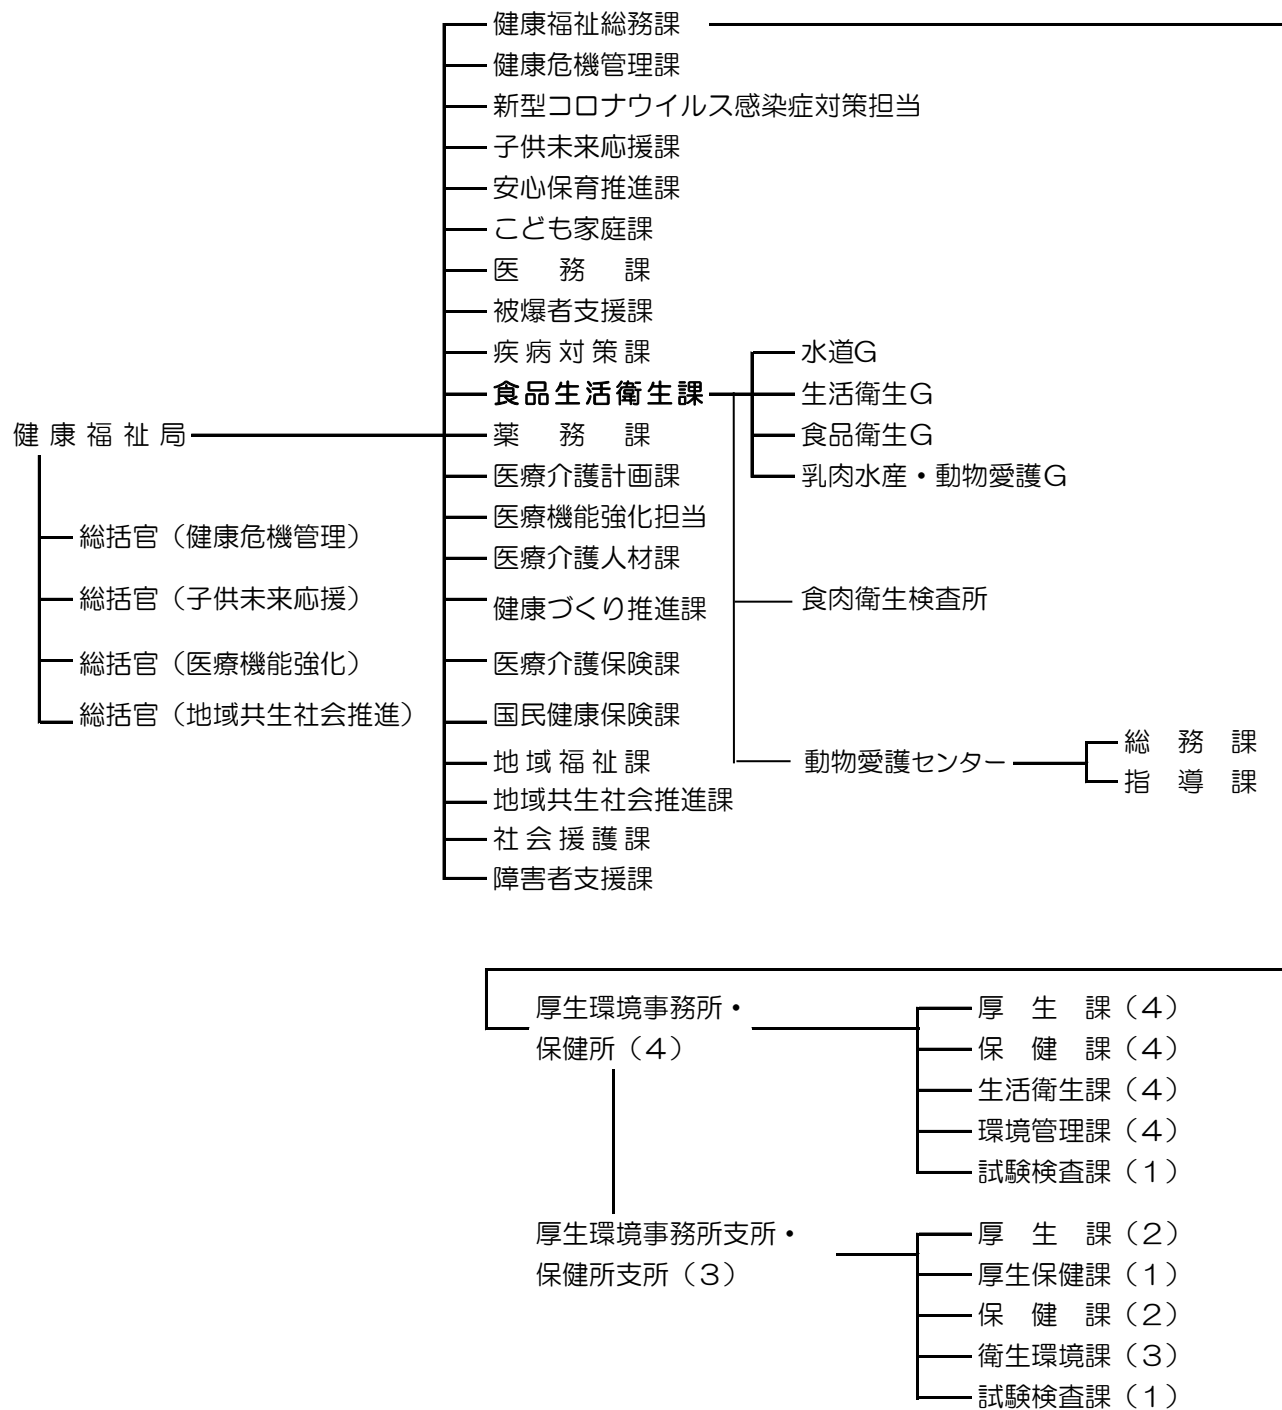 健康福祉局
総括官（健康危機管理）
総括官（子供未来応援）
総括官（医療機能強化）
総括官（地域共生社会推進）
健康福祉総務課
健康危機管理課
新型コロナウイルス感染症対策担当
子供未来応援課
安心保育推進課
こども家庭課
医　務　課
被爆者支援課
疾病対策課
食品生活衛生課
薬　務　課
医療介護計画課
医療機能強化担当
医療介護人材課
健康づくり推進課
医療介護保険課
国民健康保険課
地域福祉課
地域共生社会推進課
社会援護課
障害者支援課
水道G
生活衛生G
食品衛生G
乳肉水産・動物愛護G
食肉衛生検査所
動物愛護センター
総　務　課
指　導　課
厚生環境事務所・
保健所（４）
厚　生　課（４）
保　健　課（４）
生活衛生課（４）
環境管理課（４）
試験検査課（１）
厚生環境事務所支所・
保健所支所（３）
厚　生　課（２）
厚生保健課（１）
保　健　課（２）
衛生環境課（３）
試験検査課（１）